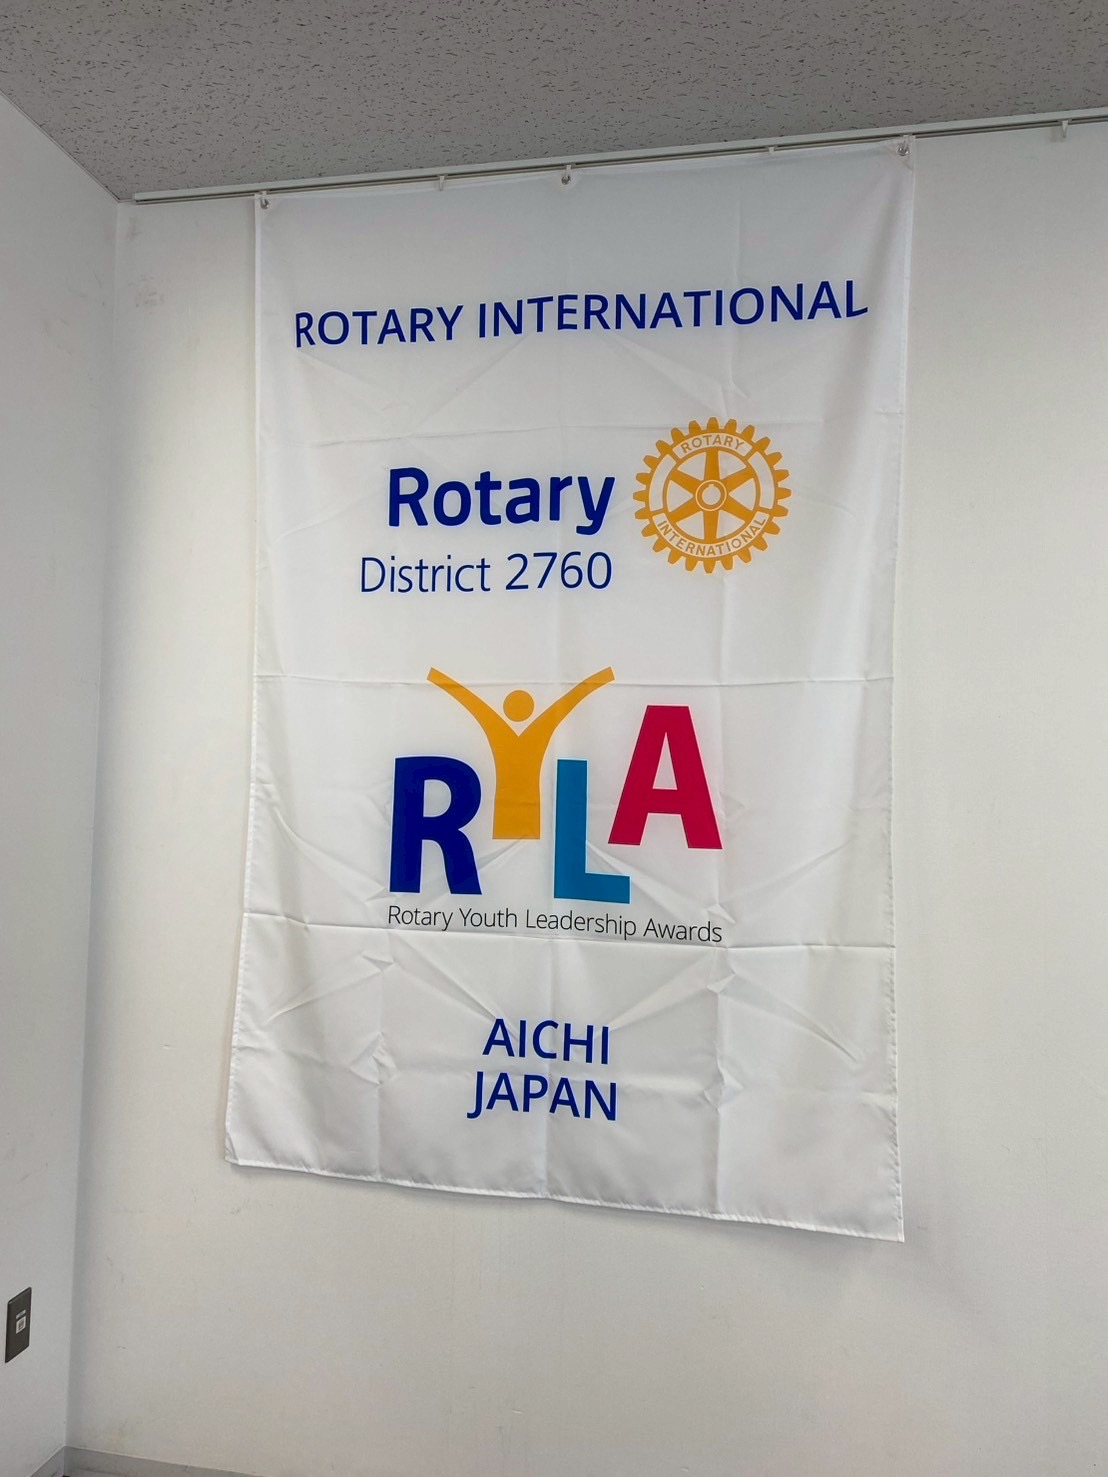 ROTARY INTERNATIONAL
Rotary
ROTARY
INTERNATIONAL
District 2760
RYLA
Rotary Youth Leadership Awards
AICHI
JAPAN